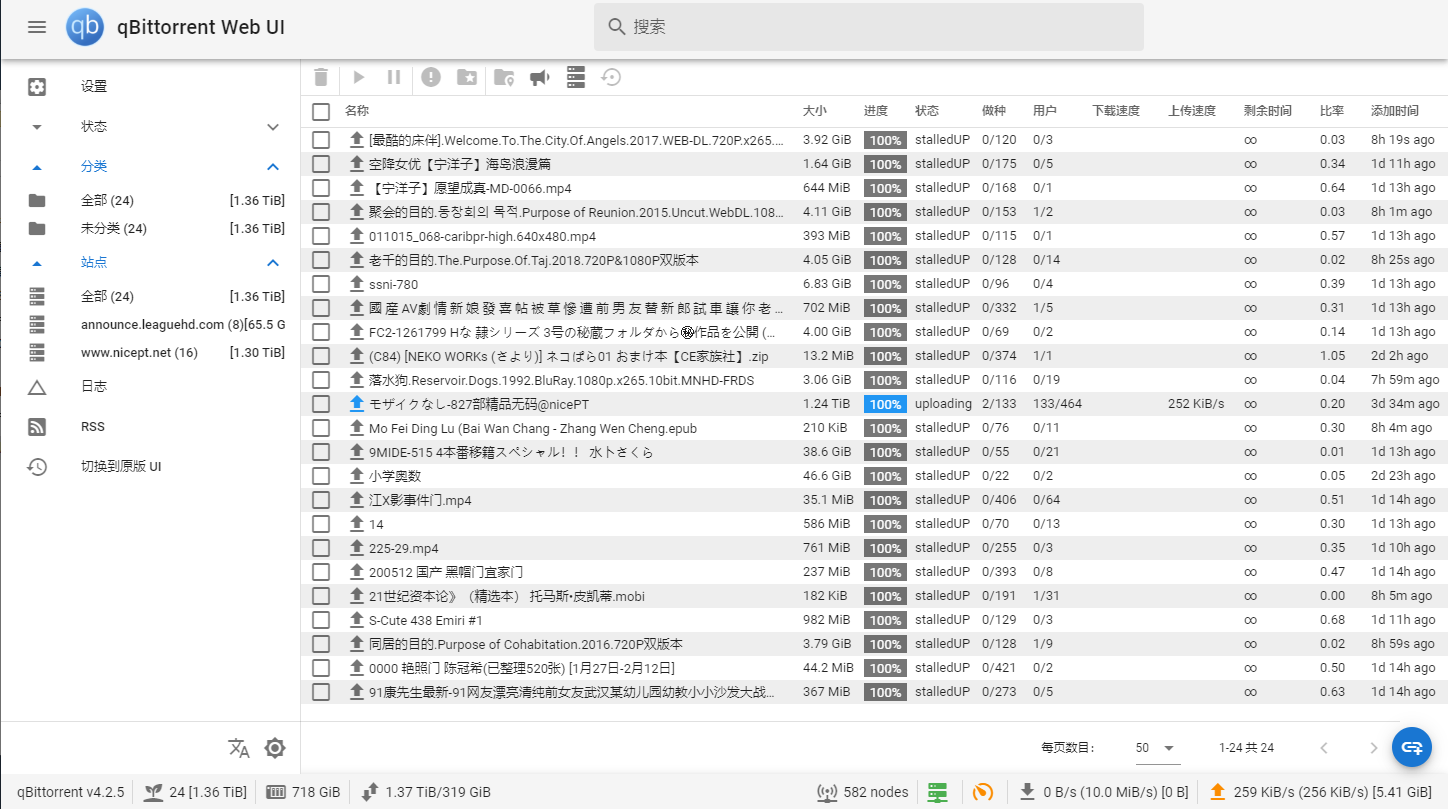 qb qBittorrent Web UI 搜索
设置
状态
分类
全部 (24) [1.36 TiB]
未分类 (24) [1.36 TiB]
站点
全部 (24) [1.36 TiB]
announce.leaguehd.com (8)[65.5 G
www.nicept.net (16) [1.30 TiB]
日志
RSS
切换到原版 UI
名称 大小 进度 状态 做种 用户 下载速度 上传速度 剩余时间 比率 添加时间
[最酷的床伴].Welcome.To.The.City.Of.Angels.2017.WEB-DL.720P.x265.... 3.92 GiB 100% stalledUP 0/120 0/3 ∞ 0.03 8h 19s ago
空降女优【宁洋子】海岛浪漫篇 1.64 GiB 100% stalledUP 0/175 0/5 ∞ 0.34 1d 11h ago
【宁洋子】原望成真-MD-0066.mp4 644 MiB 100% stalledUP 0/168 0/1 ∞ 0.64 1d 13h ago
聚会的目的.동창회의 목적.Purpose of Reunion.2015.Uncut.WebDL.108... 4.11 GiB 100% stalledUP 0/153 1/2 ∞ 0.03 8h 1m ago
011015_068-caribpr-high.640x480.mp4 393 MiB 100% stalledUP 0/115 0/1 ∞ 0.57 1d 13h ago
老千的目的.The.Purpose.Of.Taj.2018.720P&1080P双版本 4.05 GiB 100% stalledUP 0/128 0/14 ∞ 0.02 8h 25s ago
ssni-780 6.83 GiB 100% stalledUP 0/96 0/4 ∞ 0.39 1d 13h ago
國 産 AV劇 情 新 娘 發 喜 帖 被 草 慘 遭 前 男 友 替 新 郎 試 車 讓 你 老 ... 702 MiB 100% stalledUP 0/332 1/5 ∞ 0.31 1d 13h ago
FC2-1261799 Hな 隷シリーズ 3号の秘蔵フォルダから㊙作品を公開 (... 4.00 GiB 100% stalledUP 0/69 0/2 ∞ 0.14 1d 13h ago
(C84) [NEKO WORKs (さより)] ネコぱら01 おまけ本【CE家族社】.zip 13.2 MiB 100% stalledUP 0/374 1/1 ∞ 1.05 2d 2h ago
落水狗.Reservoir.Dogs.1992.BluRay.1080p.x265.10bit.MNHD-FRDS 3.06 GiB 100% stalledUP 0/116 0/19 ∞ 0.04 7h 59m ago
モザイクなし-827部精品无码@nicePT 1.24 TiB 100% uploading 2/133 133/464 252 KiB/s ∞ 0.20 3d 34m ago
Mo Fei Ding Lu (Bai Wan Chang - Zhang Wen Cheng.epub 210 KiB 100% stalledUP 0/76 0/11 ∞ 0.30 8h 4m ago
9MIDE-515 4本番移籍スペシャル！！ 水卜さくら 38.6 GiB 100% stalledUP 0/55 0/21 ∞ 0.01 1d 13h ago
小学奥数 46.6 GiB 100% stalledUP 0/22 0/2 ∞ 0.05 2d 23h ago
江X影事件门.mp4 35.1 MiB 100% stalledUP 0/406 0/64 ∞ 0.51 1d 14h ago
14 586 MiB 100% stalledUP 0/70 0/13 ∞ 0.30 1d 13h ago
225-29.mp4 761 MiB 100% stalledUP 0/255 0/3 ∞ 0.35 1d 10h ago
200512 国产 黑帽门宜家门 237 MiB 100% stalledUP 0/393 0/8 ∞ 0.47 1d 14h ago
21世纪资本论》（精选本） 托马斯•皮凯蒂.mobi 182 KiB 100% stalledUP 0/191 1/31 ∞ 0.00 8h 5m ago
S-Cute 438 Emiri #1 982 MiB 100% stalledUP 0/129 0/3 ∞ 0.68 1d 11h ago
同居的目的.Purpose of Cohabitation.2016.720P双版本 3.79 GiB 100% stalledUP 0/128 1/9 ∞ 0.02 8h 59s ago
0000 艳照门 陈冠希(已整理520张) [1月27日-2月12日] 44.2 MiB 100% stalledUP 0/421 0/2 ∞ 0.50 1d 14h ago
91康先生最新-91网友漂亮清纯前女友武汉某幼儿园幼教小小沙发大战... 367 MiB 100% stalledUP 0/273 0/5 ∞ 0.63 1d 14h ago
每页数目: 50 1-24 共 24
qBittorrent v4.2.5 24 [1.36 TiB] 718 GiB 1.37 TiB/319 GiB 582 nodes 0 B/s (10.0 MiB/s) [0 B] 259 KiB/s (256 KiB/s) [5.41 GiB]